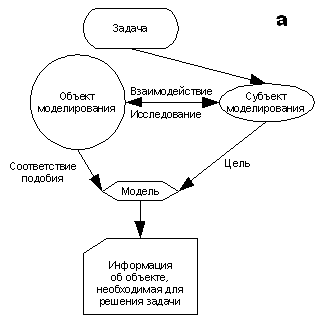 а
Задача
Объект
моделирования
Взаимодействие
Исследование
Субъект
моделирования
Соответствие
подобия
Цель
Модель
Информация
об объекте,
необходимая для
решения задачи